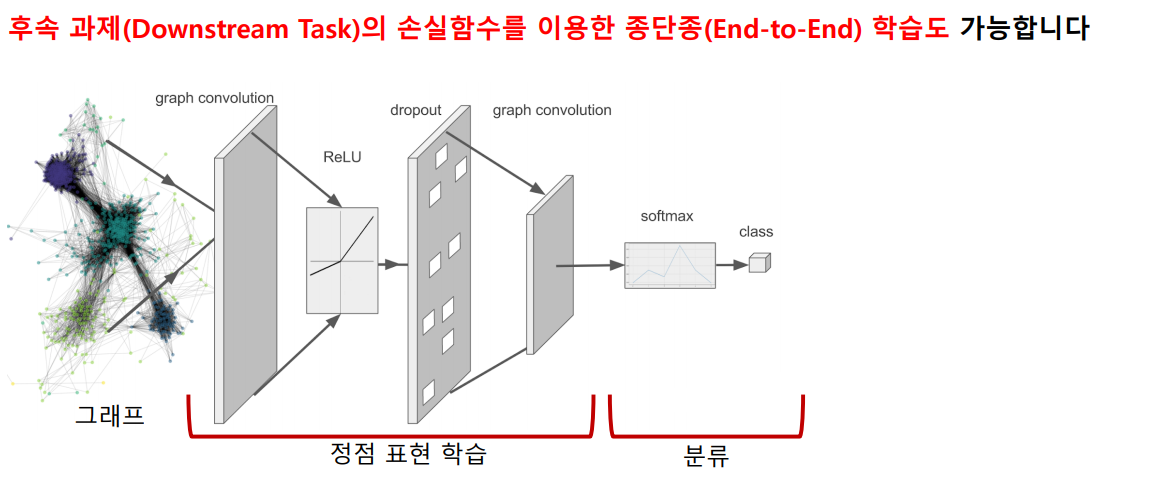 후속 과제(Downstream Task)의 손실함수를 이용한 종단종(End-to-End) 학습도 가능합니다
graph convolution
dropout
graph convolution
ReLU
softmax
class
그래프
정점 표현 학습
분류